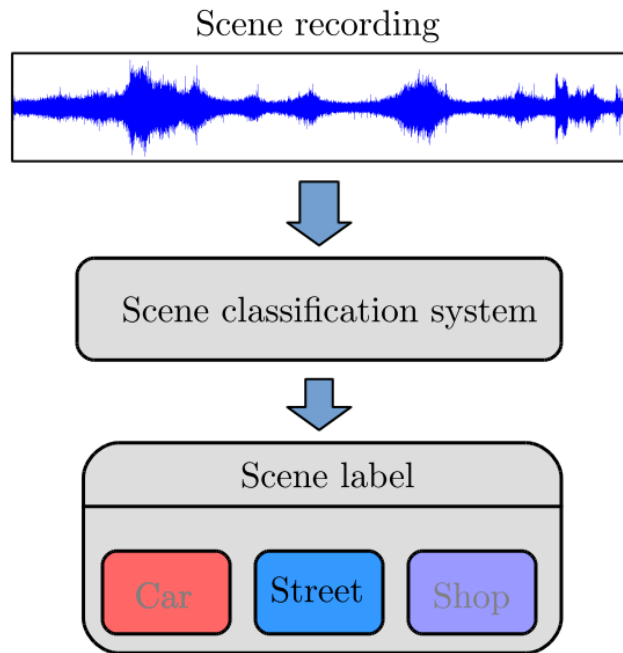 Scene recording
Scene classification system
Scene label
Car Street Shop